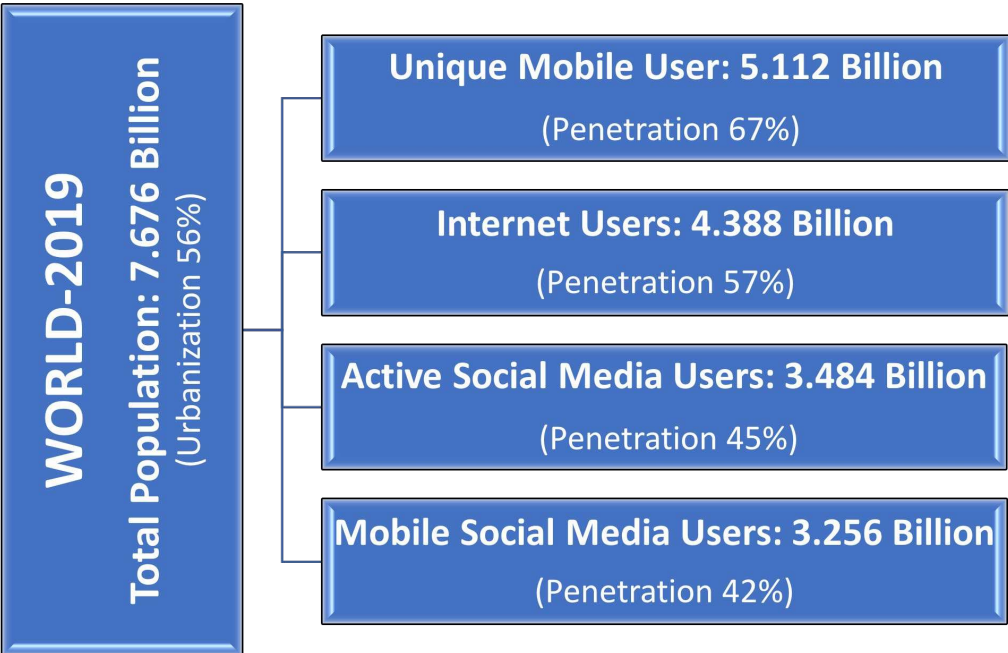 WORLD-2019
Total Population: 7.676 Billion
(Urbanization 56%)
Unique Mobile User: 5.112 Billion
(Penetration 67%)
Internet Users: 4.388 Billion
(Penetration 57%)
Active Social Media Users: 3.484 Billion
(Penetration 45%)
Mobile Social Media Users: 3.256 Billion
(Penetration 42%)